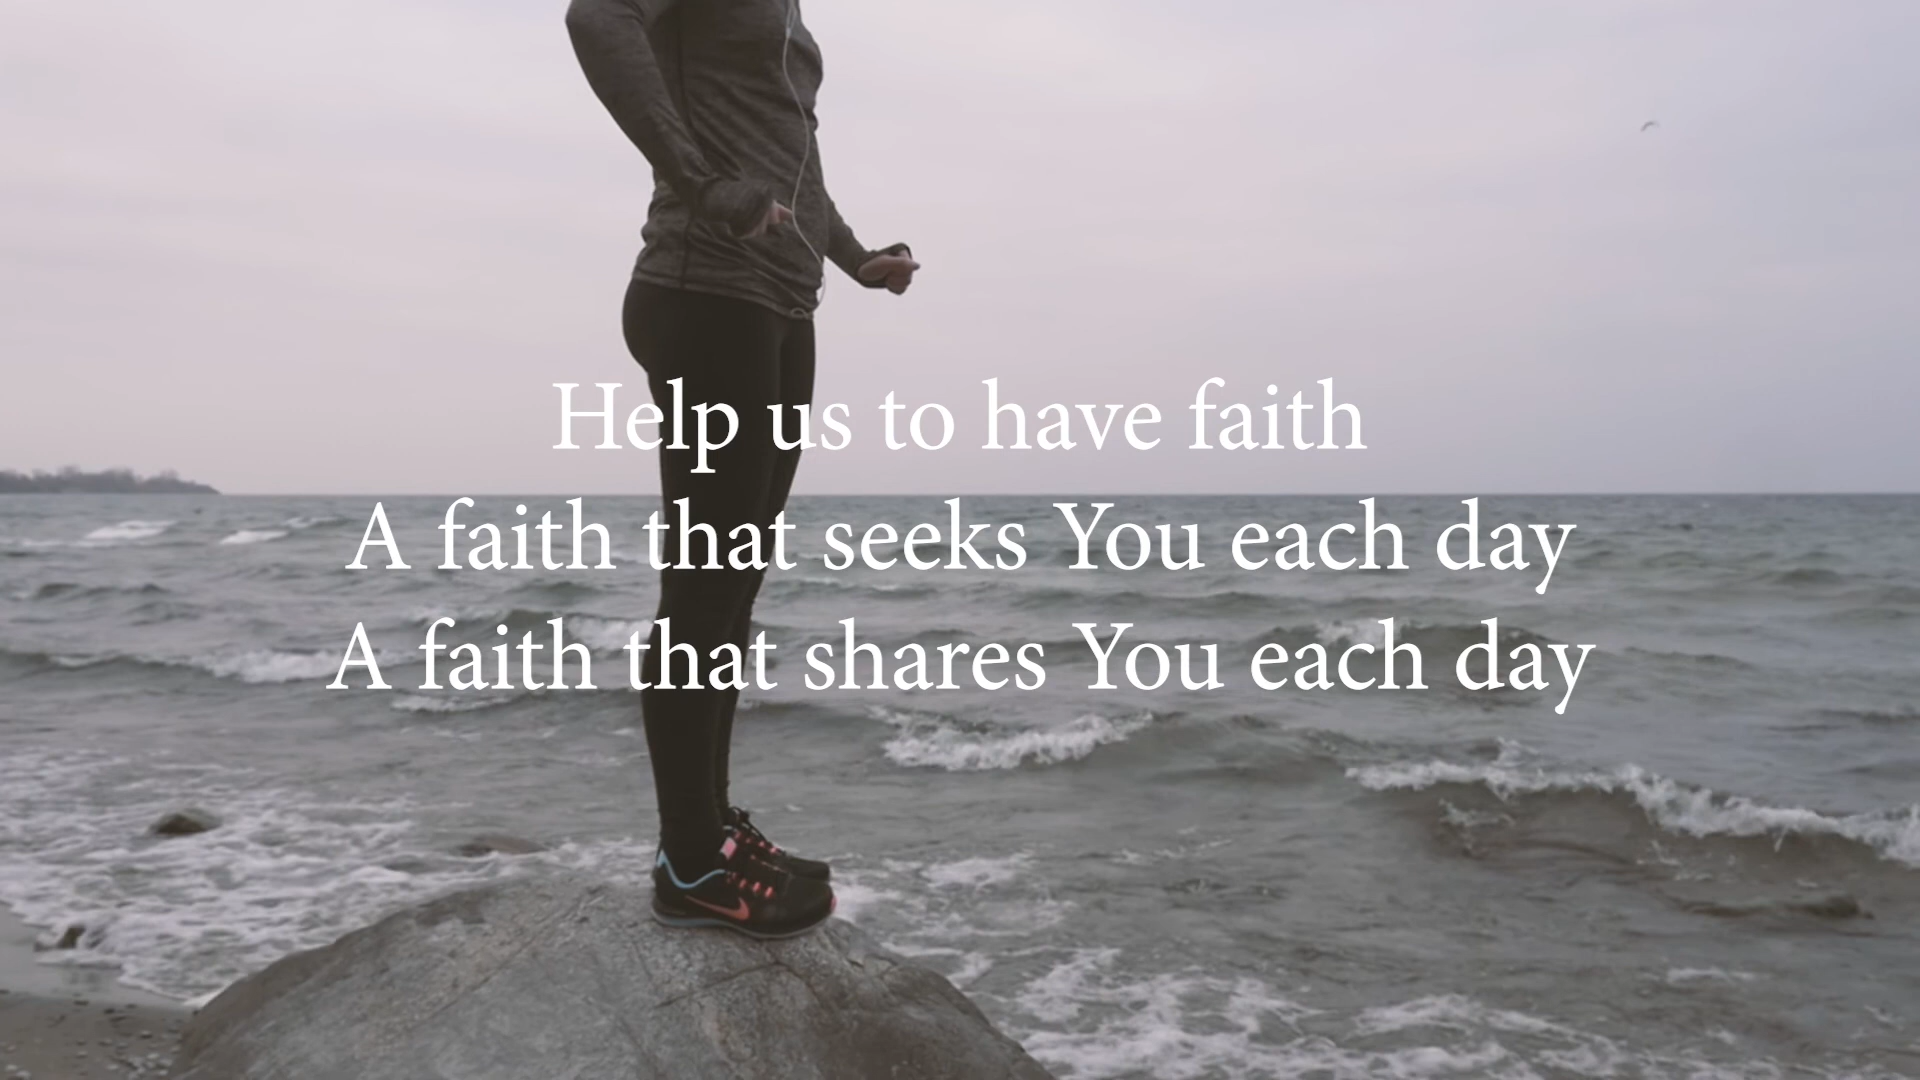 Help us to have faith
A faith that seeks You each day
A faith that shares You each day